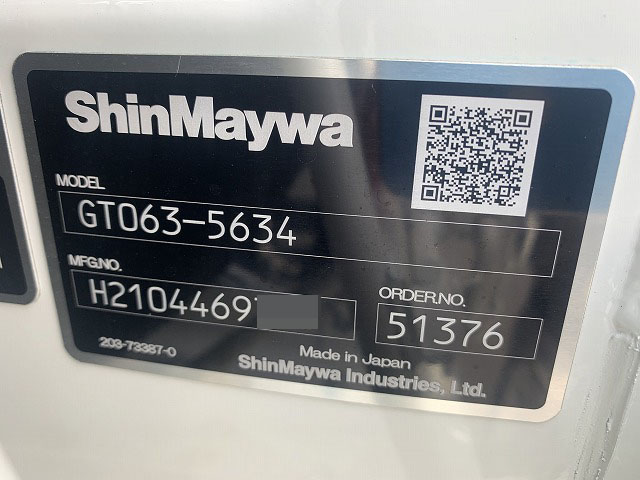 ShinMaywa
MODEL
GT063-5634
MFG.NO.
H2104469
ORDER.NO.
51376
203-73387-0
Made in Japan
ShinMaywa Industries, Ltd.